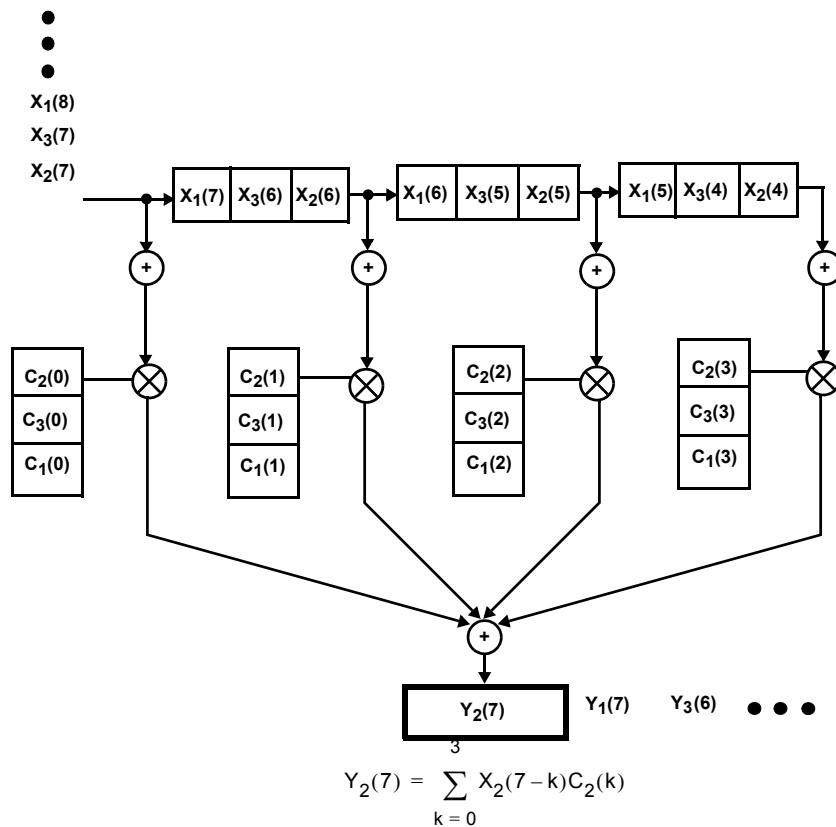 X1(8)
X3(7)
X2(7)
X1(7) X3(6) X2(6) X1(6) X3(5) X2(5) X1(5) X3(4) X2(4)
+ + + +
C2(0) C2(1) C2(2) C2(3)
C3(0) C3(1) C3(2) C3(3)
C1(0) C1(1) C1(2) C1(3)
+
Y2(7) Y1(7) Y3(6)
3
Y2(7) = ∑ X2(7 – k)C2(k)
k = 0